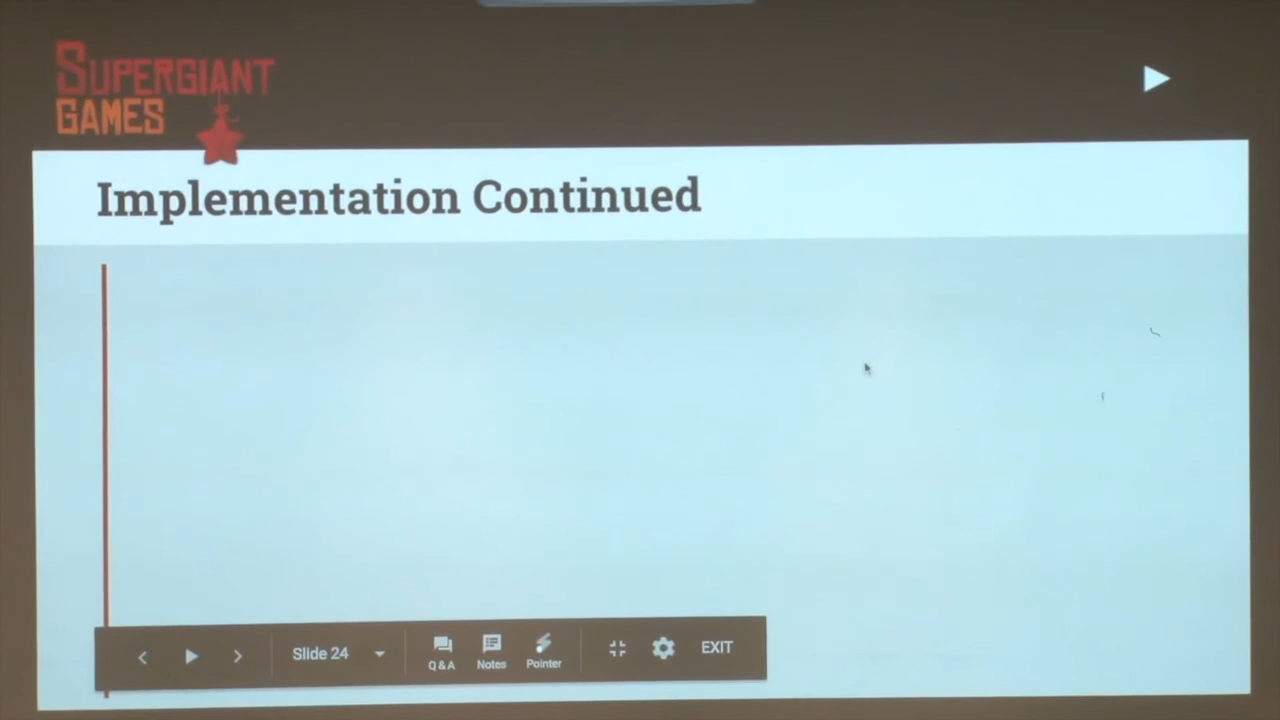 SUPERGIANT
GAMES
Implementation Continued
Slide 24
Q&A
Notes
Pointer
EXIT